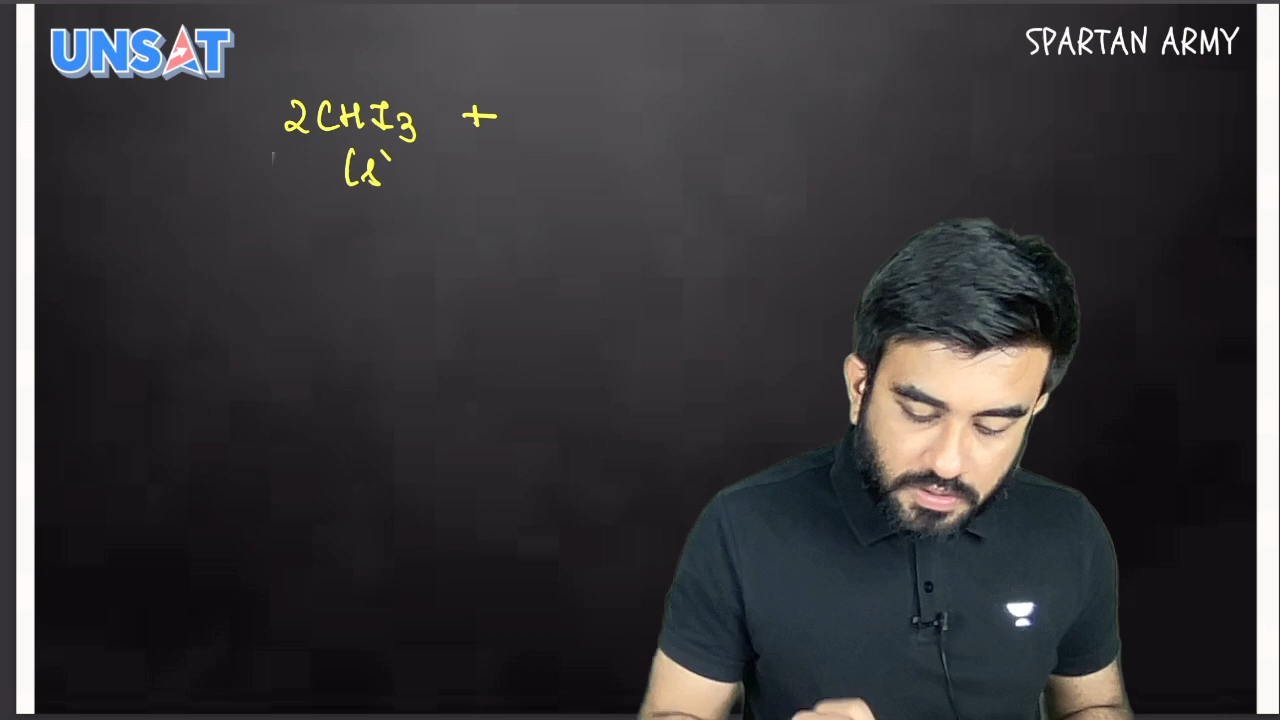 UNSAT
SPARTAN ARMY
2CHI3 +
(s)